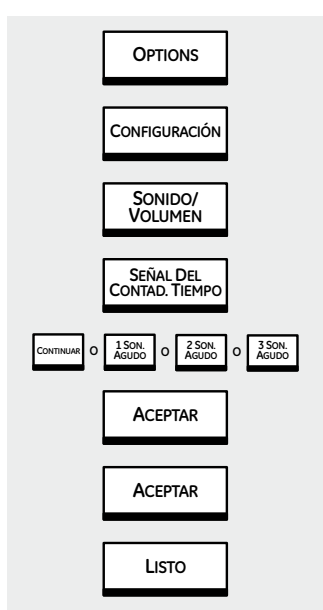 OPTIONS
CONFIGURACIÓN
SONIDO/
VOLUMEN
SEÑAL DEL
CONTAD. TIEMPO
CONTINUAR O 1 SON. AGUDO O 2 SON. AGUDO O 3 SON. AGUDO
ACEPTAR
ACEPTAR
LISTO